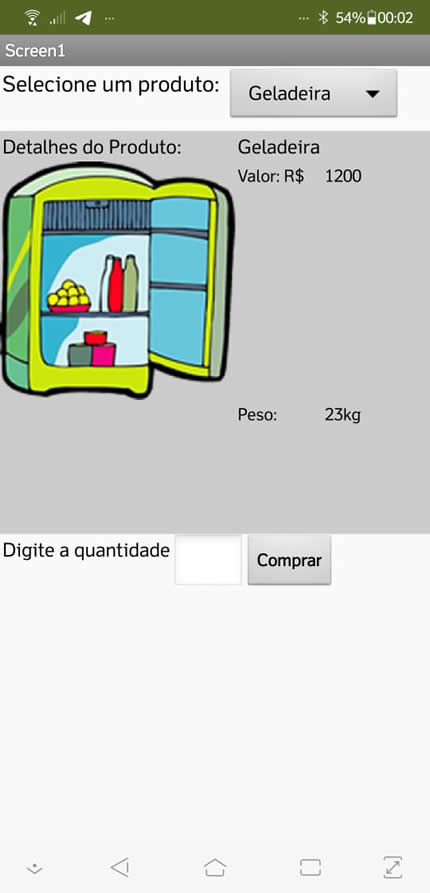 ... ... 54% 00:02
Screen1
Selecione um produto: Geladeira
Detalhes do Produto: Geladeira
Valor: R$ 1200
Peso: 23kg
Digite a quantidade Comprar